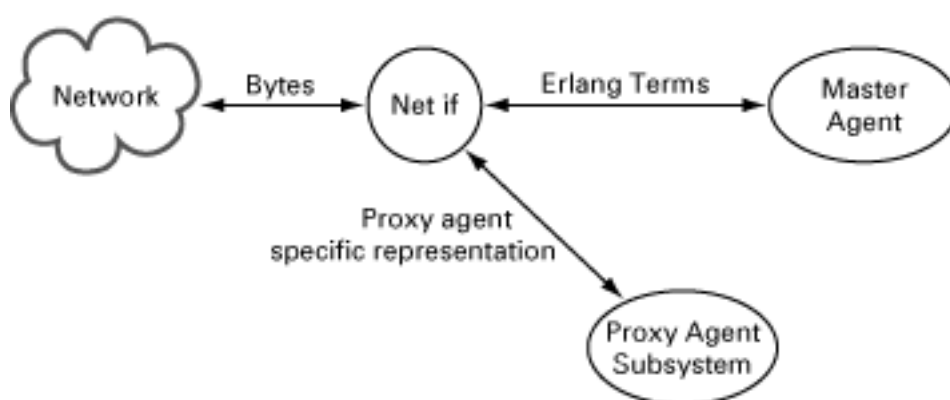 Network
Bytes
Net if
Erlang Terms
Master
Agent
Proxy agent
specific representation
Proxy Agent
Subsystem